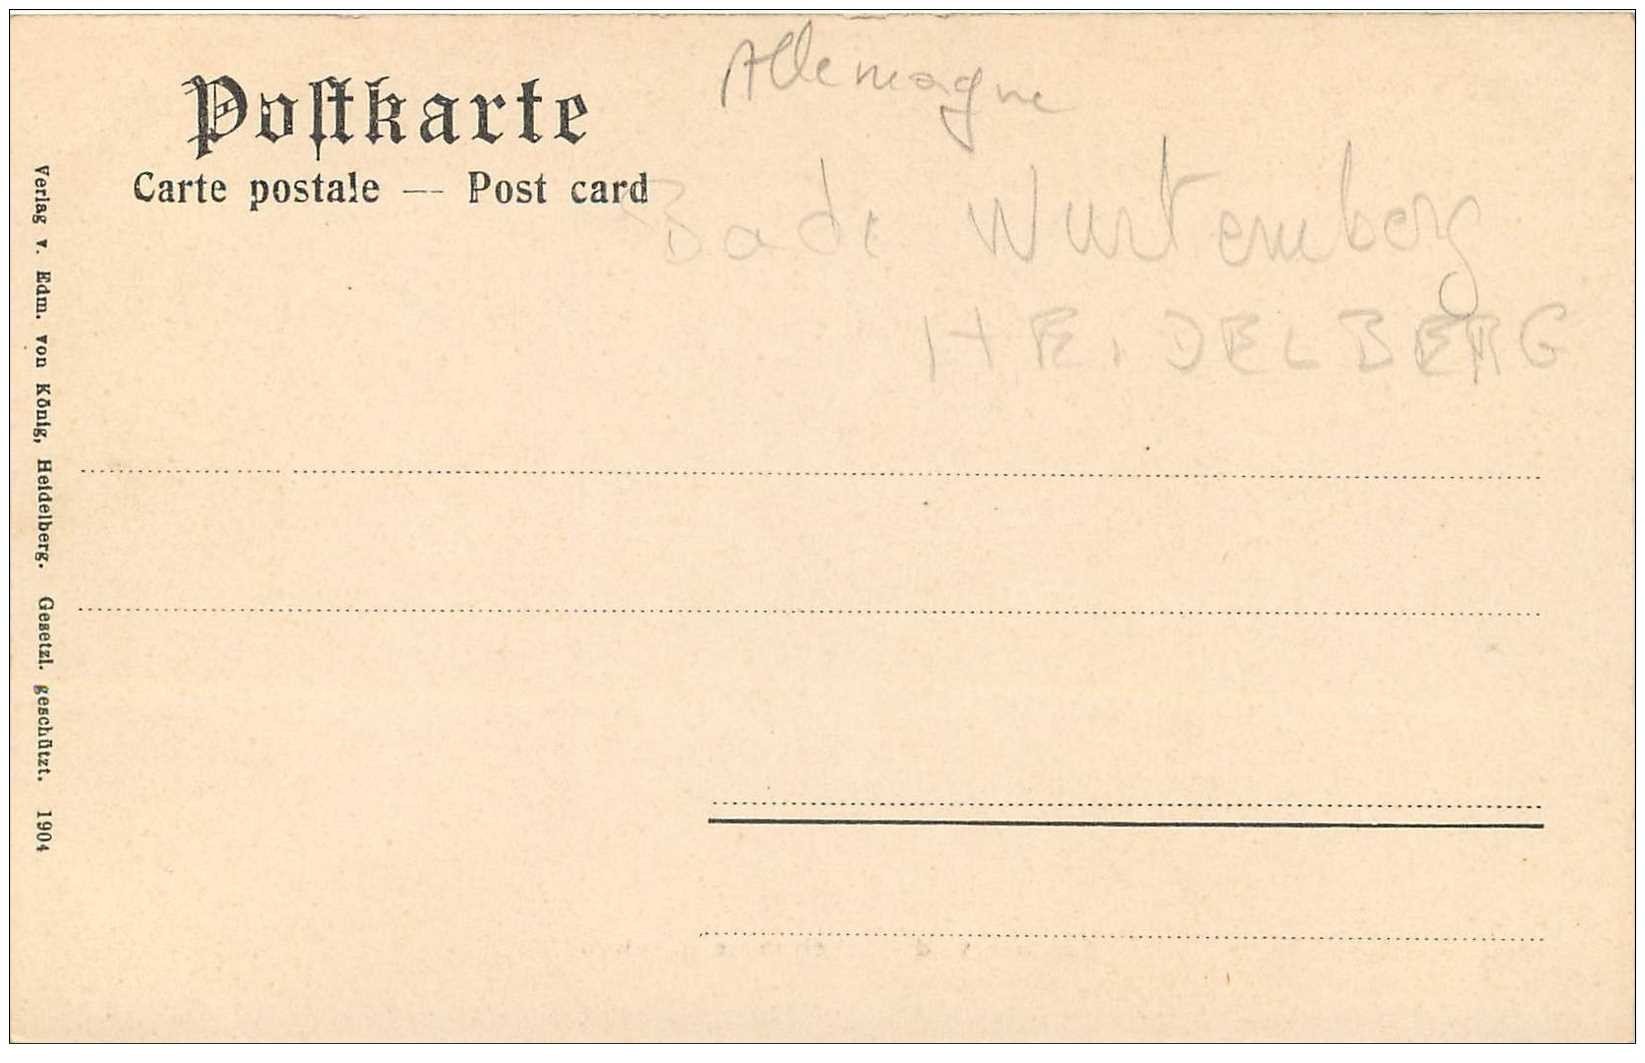 Postkarte
Carte postale — Post card
Allemagne
Bade Wurtemberg
HEIDELBERG
Verlag v. Edm. von König, Heidelberg. Gesetzl. geschützt. 1904